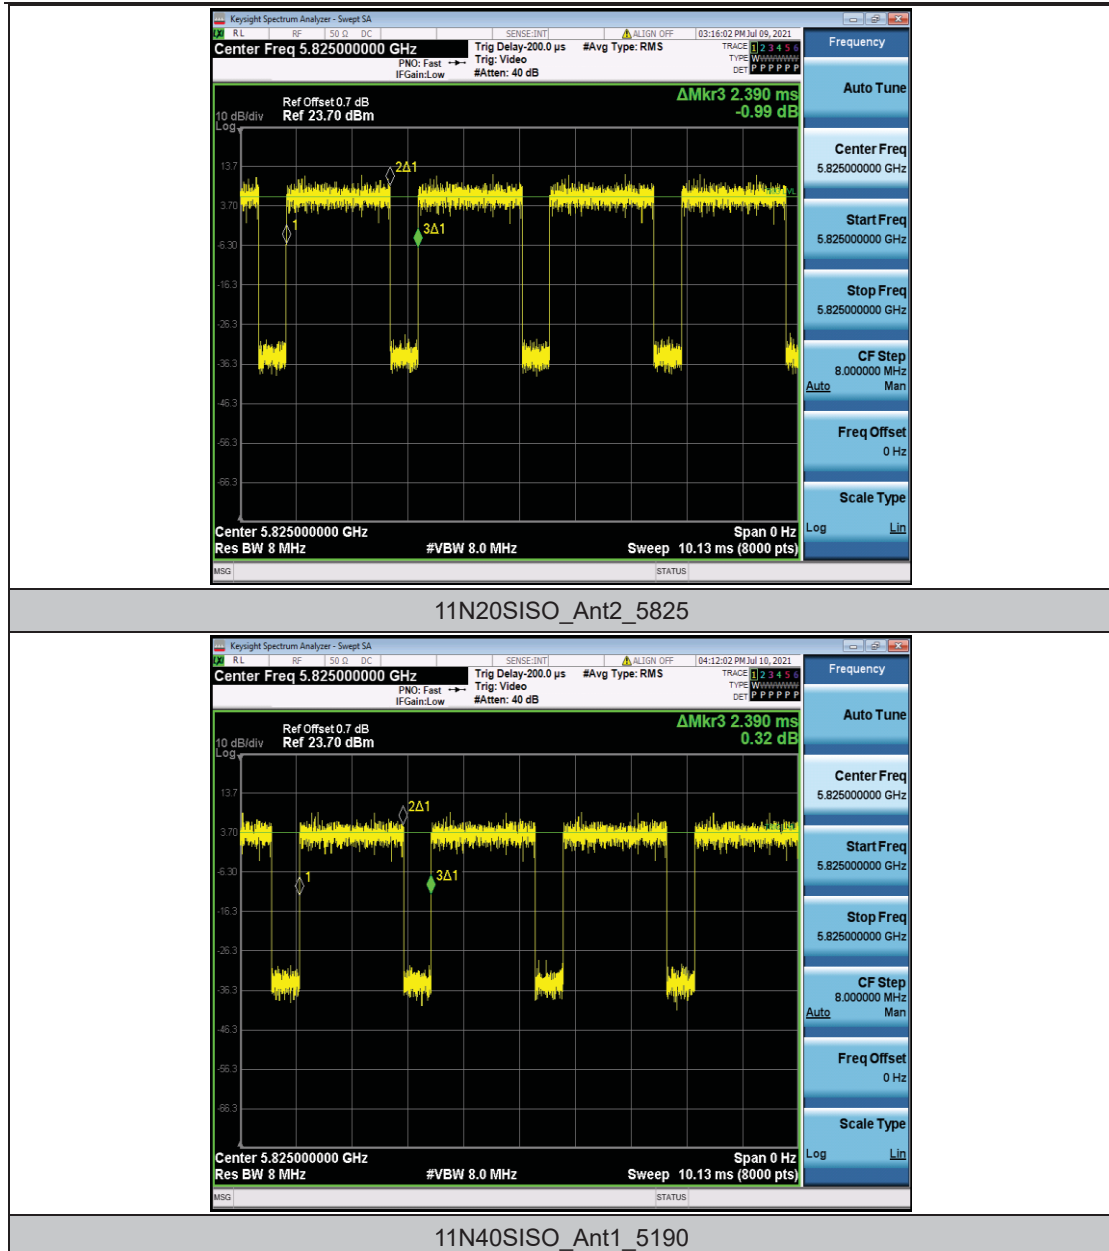 Keysight Spectrum Analyzer - Swept SA
LXI RL RF 50 Ω DC SENSE:INT ALIGN OFF 03:16:02 PM Jul 09, 2021
Center Freq 5.825000000 GHz
Trig Delay-200.0 µs #Avg Type: RMS TRACE 1 2 3 4 5 6
PNO: Fast Trig: Video TYPE W
IFGain:Low #Atten: 40 dB DET P P P P P P
ΔMkr3 2.390 ms
-0.99 dB
Ref Offset 0.7 dB
10 dB/div Ref 23.70 dBm
Log
13.7
2Δ1
3.70
1
3Δ1
-6.30
-16.3
-26.3
-36.3
-46.3
-56.3
-66.3
Center 5.825000000 GHz Span 0 Hz
Res BW 8 MHz #VBW 8.0 MHz Sweep 10.13 ms (8000 pts)
MSG STATUS
Frequency
Auto Tune
Center Freq
5.825000000 GHz
Start Freq
5.825000000 GHz
Stop Freq
5.825000000 GHz
CF Step
8.000000 MHz
Auto Man
Freq Offset
0 Hz
Scale Type
Log Lin
11N20SISO_Ant2_5825
Keysight Spectrum Analyzer - Swept SA
LXI RL RF 50 Ω DC SENSE:INT ALIGN OFF 04:12:02 PM Jul 10, 2021
Center Freq 5.825000000 GHz
Trig Delay-200.0 µs #Avg Type: RMS TRACE 1 2 3 4 5 6
PNO: Fast Trig: Video TYPE W
IFGain:Low #Atten: 40 dB DET P P P P P P
ΔMkr3 2.390 ms
0.32 dB
Ref Offset 0.7 dB
10 dB/div Ref 23.70 dBm
Log
13.7
2Δ1
3.70
-6.30
1
3Δ1
-16.3
-26.3
-36.3
-46.3
-56.3
-66.3
Center 5.825000000 GHz Span 0 Hz
Res BW 8 MHz #VBW 8.0 MHz Sweep 10.13 ms (8000 pts)
MSG STATUS
Frequency
Auto Tune
Center Freq
5.825000000 GHz
Start Freq
5.825000000 GHz
Stop Freq
5.825000000 GHz
CF Step
8.000000 MHz
Auto Man
Freq Offset
0 Hz
Scale Type
Log Lin
11N40SISO_Ant1_5190